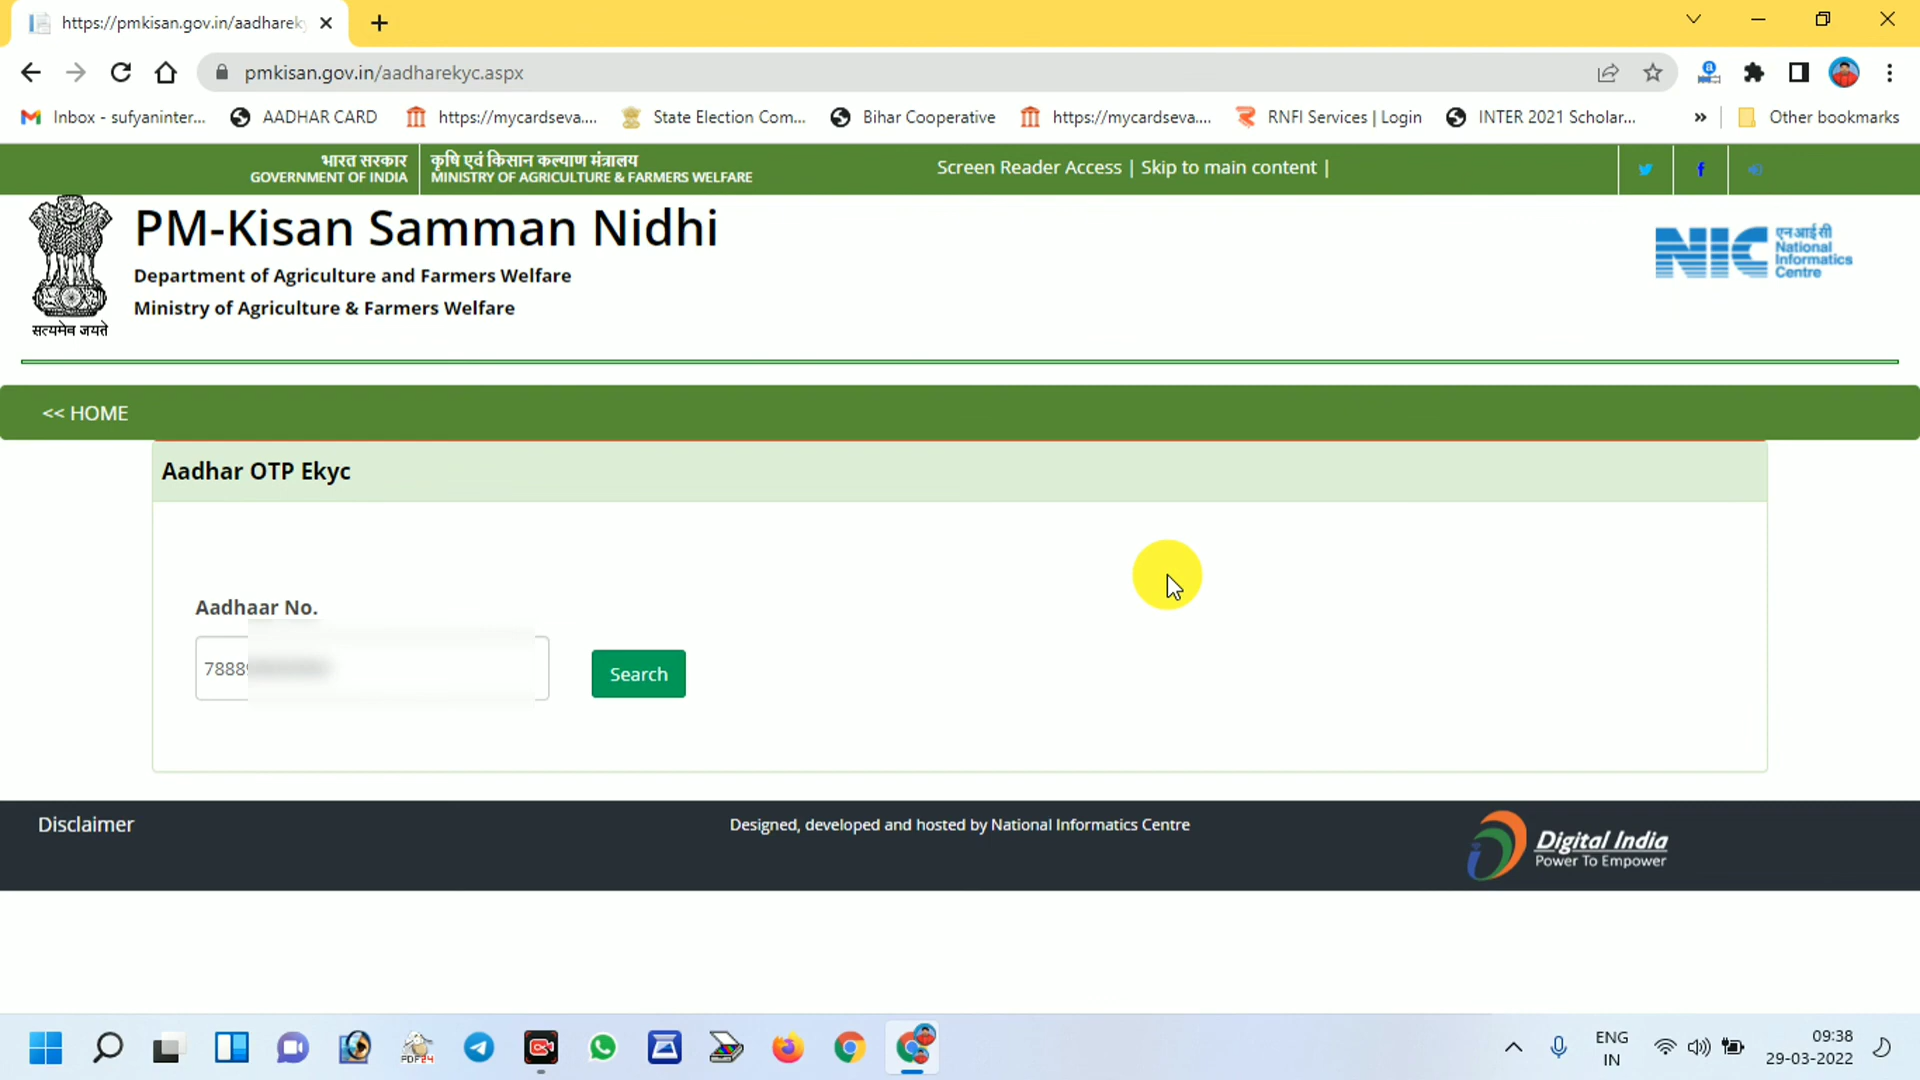 https://pmkisan.gov.in/aadhareky
pmkisan.gov.in/aadharekyc.aspx
Inbox - sufyaninter...
AADHAR CARD
https://mycardseva....
State Election Com...
Bihar Cooperative
https://mycardseva....
RNFI Services | Login
INTER 2021 Scholar...
»
Other bookmarks
भारत सरकार
GOVERNMENT OF INDIA
कृषि एवं किसान कल्याण मंत्रालय
MINISTRY OF AGRICULTURE & FARMERS WELFARE
Screen Reader Access | Skip to main content |
PM-Kisan Samman Nidhi
Department of Agriculture and Farmers Welfare
Ministry of Agriculture & Farmers Welfare
सत्यमेव जयते
NIC
एन आई सी
National
Informatics
Centre
<< HOME
Aadhar OTP Ekyc
Aadhaar No.
7888
Search
Disclaimer
Designed, developed and hosted by National Informatics Centre
Digital India
Power To Empower
PDF24
ENG
IN
09:38
29-03-2022